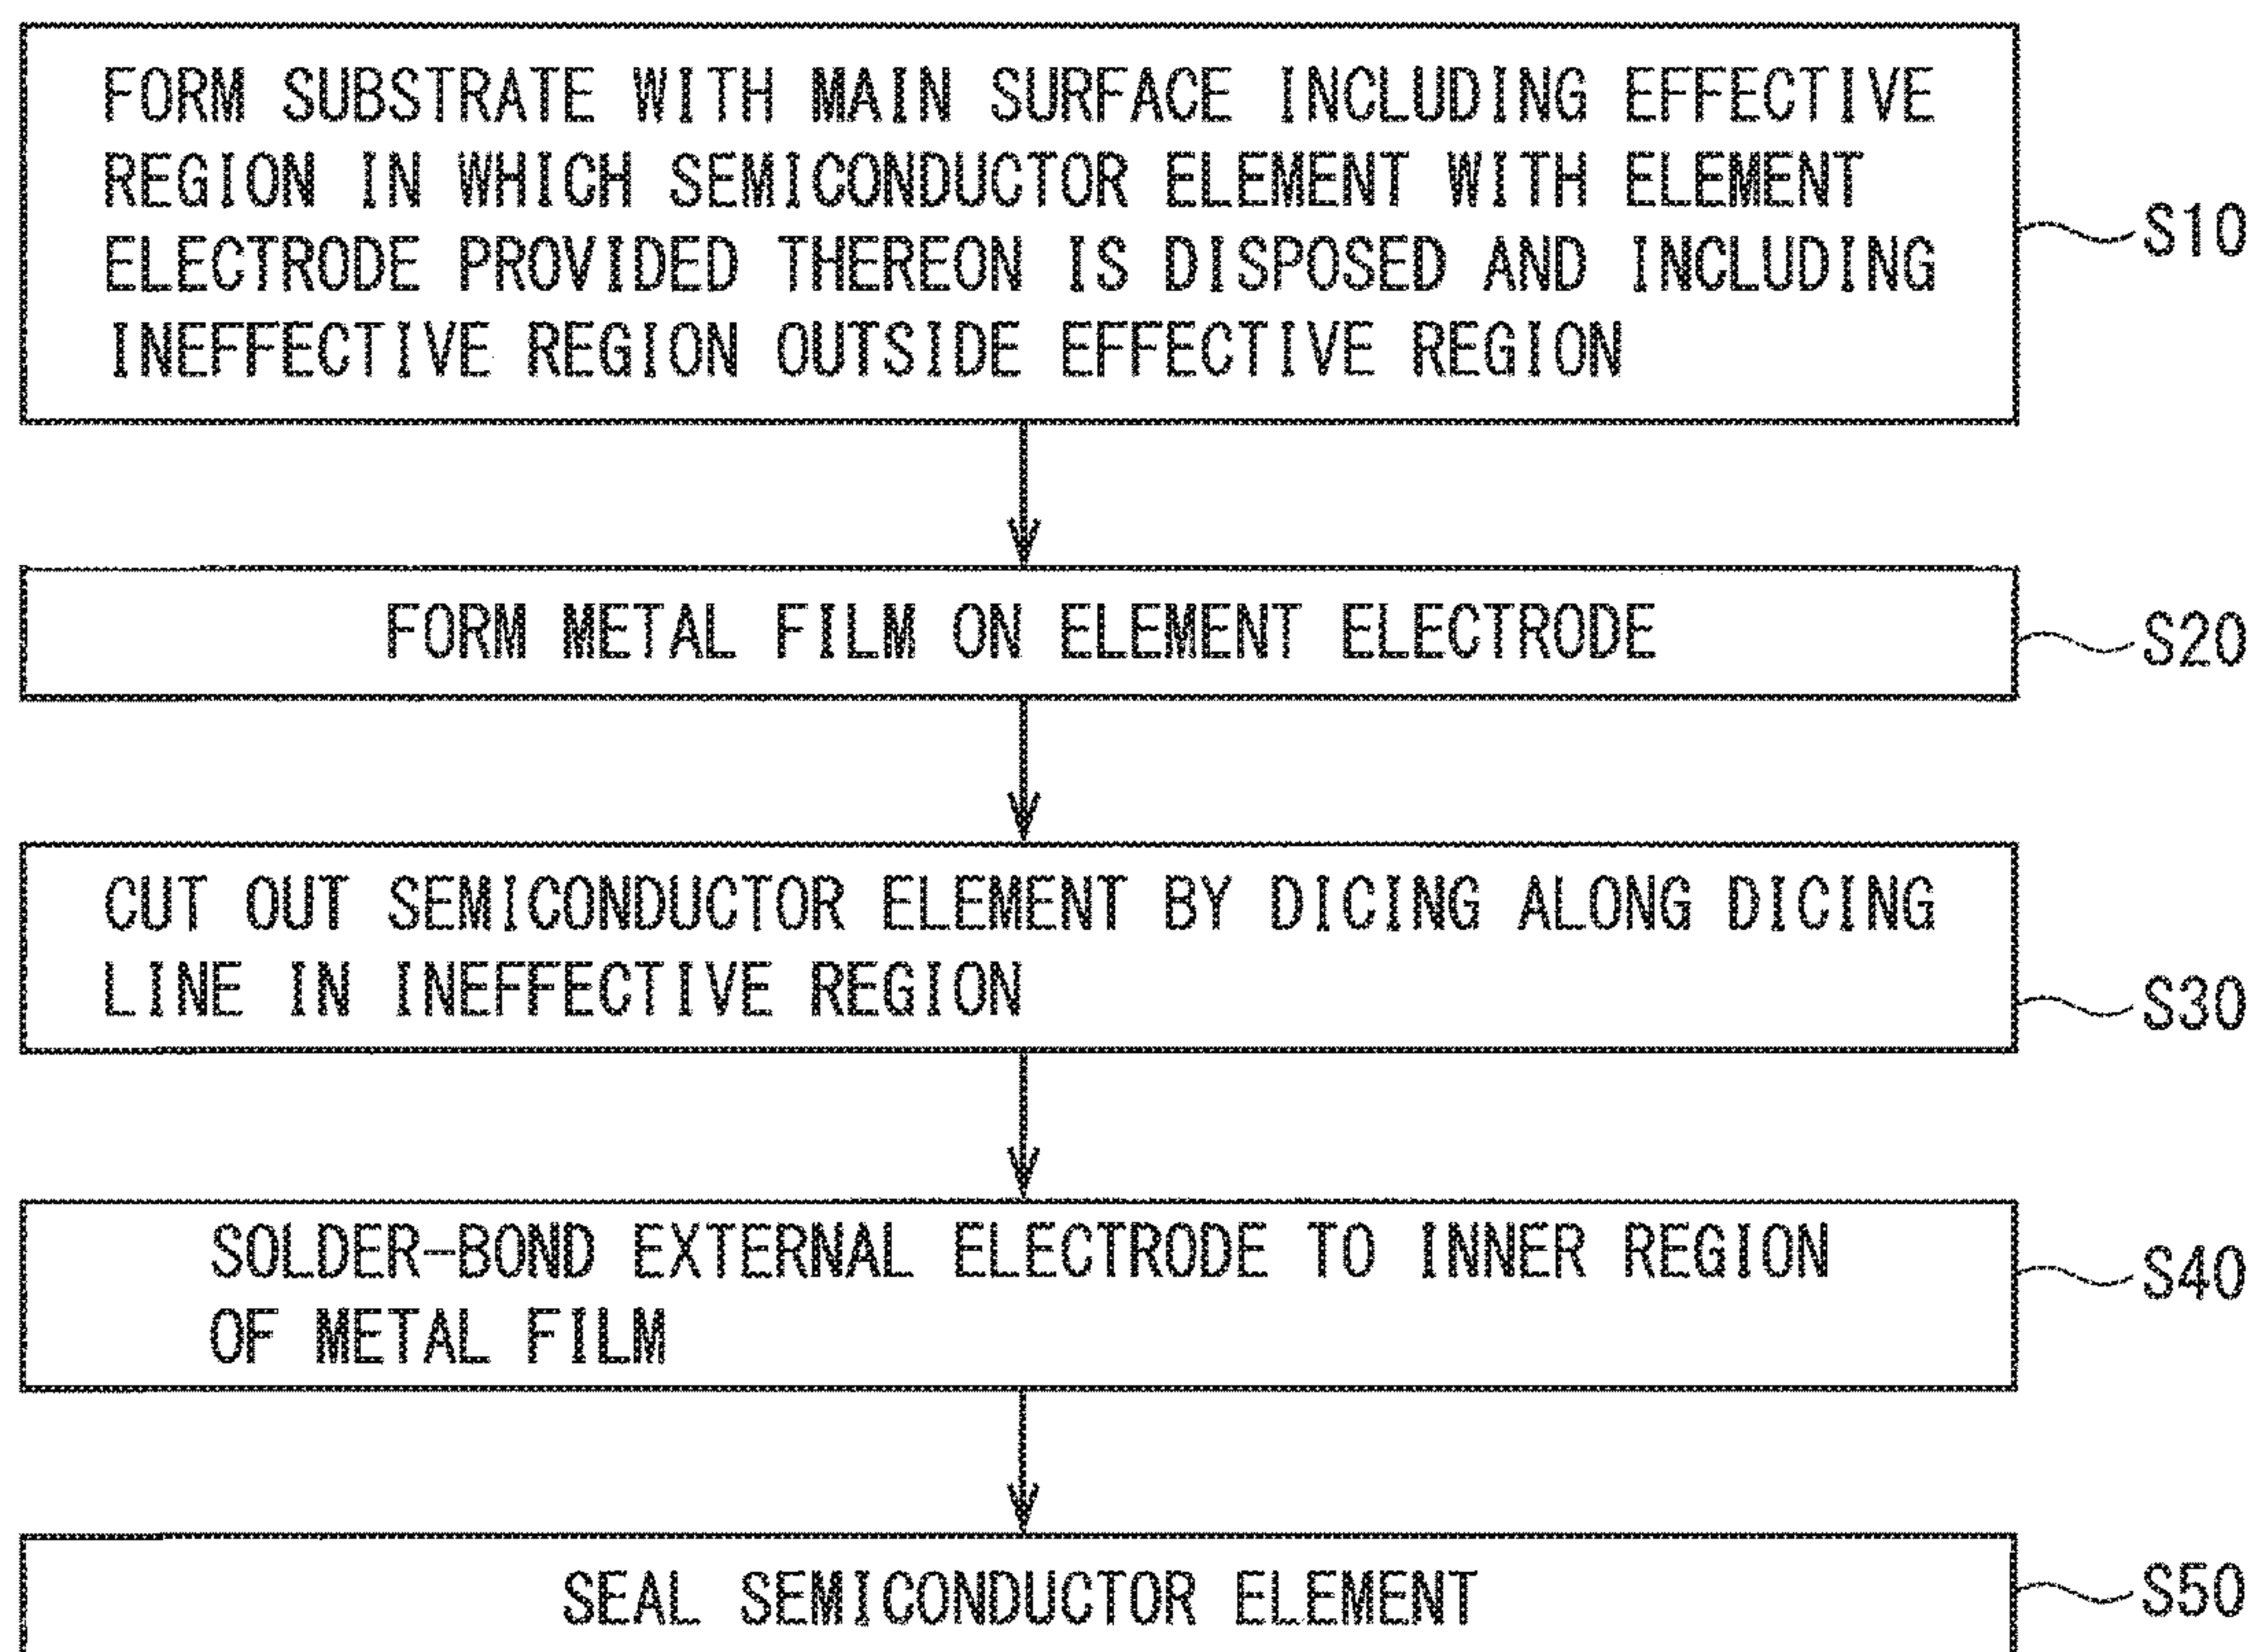 FORM SUBSTRATE WITH MAIN SURFACE INCLUDING EFFECTIVE
REGION IN WHICH SEMICONDUCTOR ELEMENT WITH ELEMENT
ELECTRODE PROVIDED THEREON IS DISPOSED AND INCLUDING
INEFFECTIVE REGION OUTSIDE EFFECTIVE REGION
S10
FORM METAL FILM ON ELEMENT ELECTRODE
S20
CUT OUT SEMICONDUCTOR ELEMENT BY DICING ALONG DICING
LINE IN INEFFECTIVE REGION
S30
SOLDER-BOND EXTERNAL ELECTRODE TO INNER REGION
OF METAL FILM
S40
SEAL SEMICONDUCTOR ELEMENT
S50